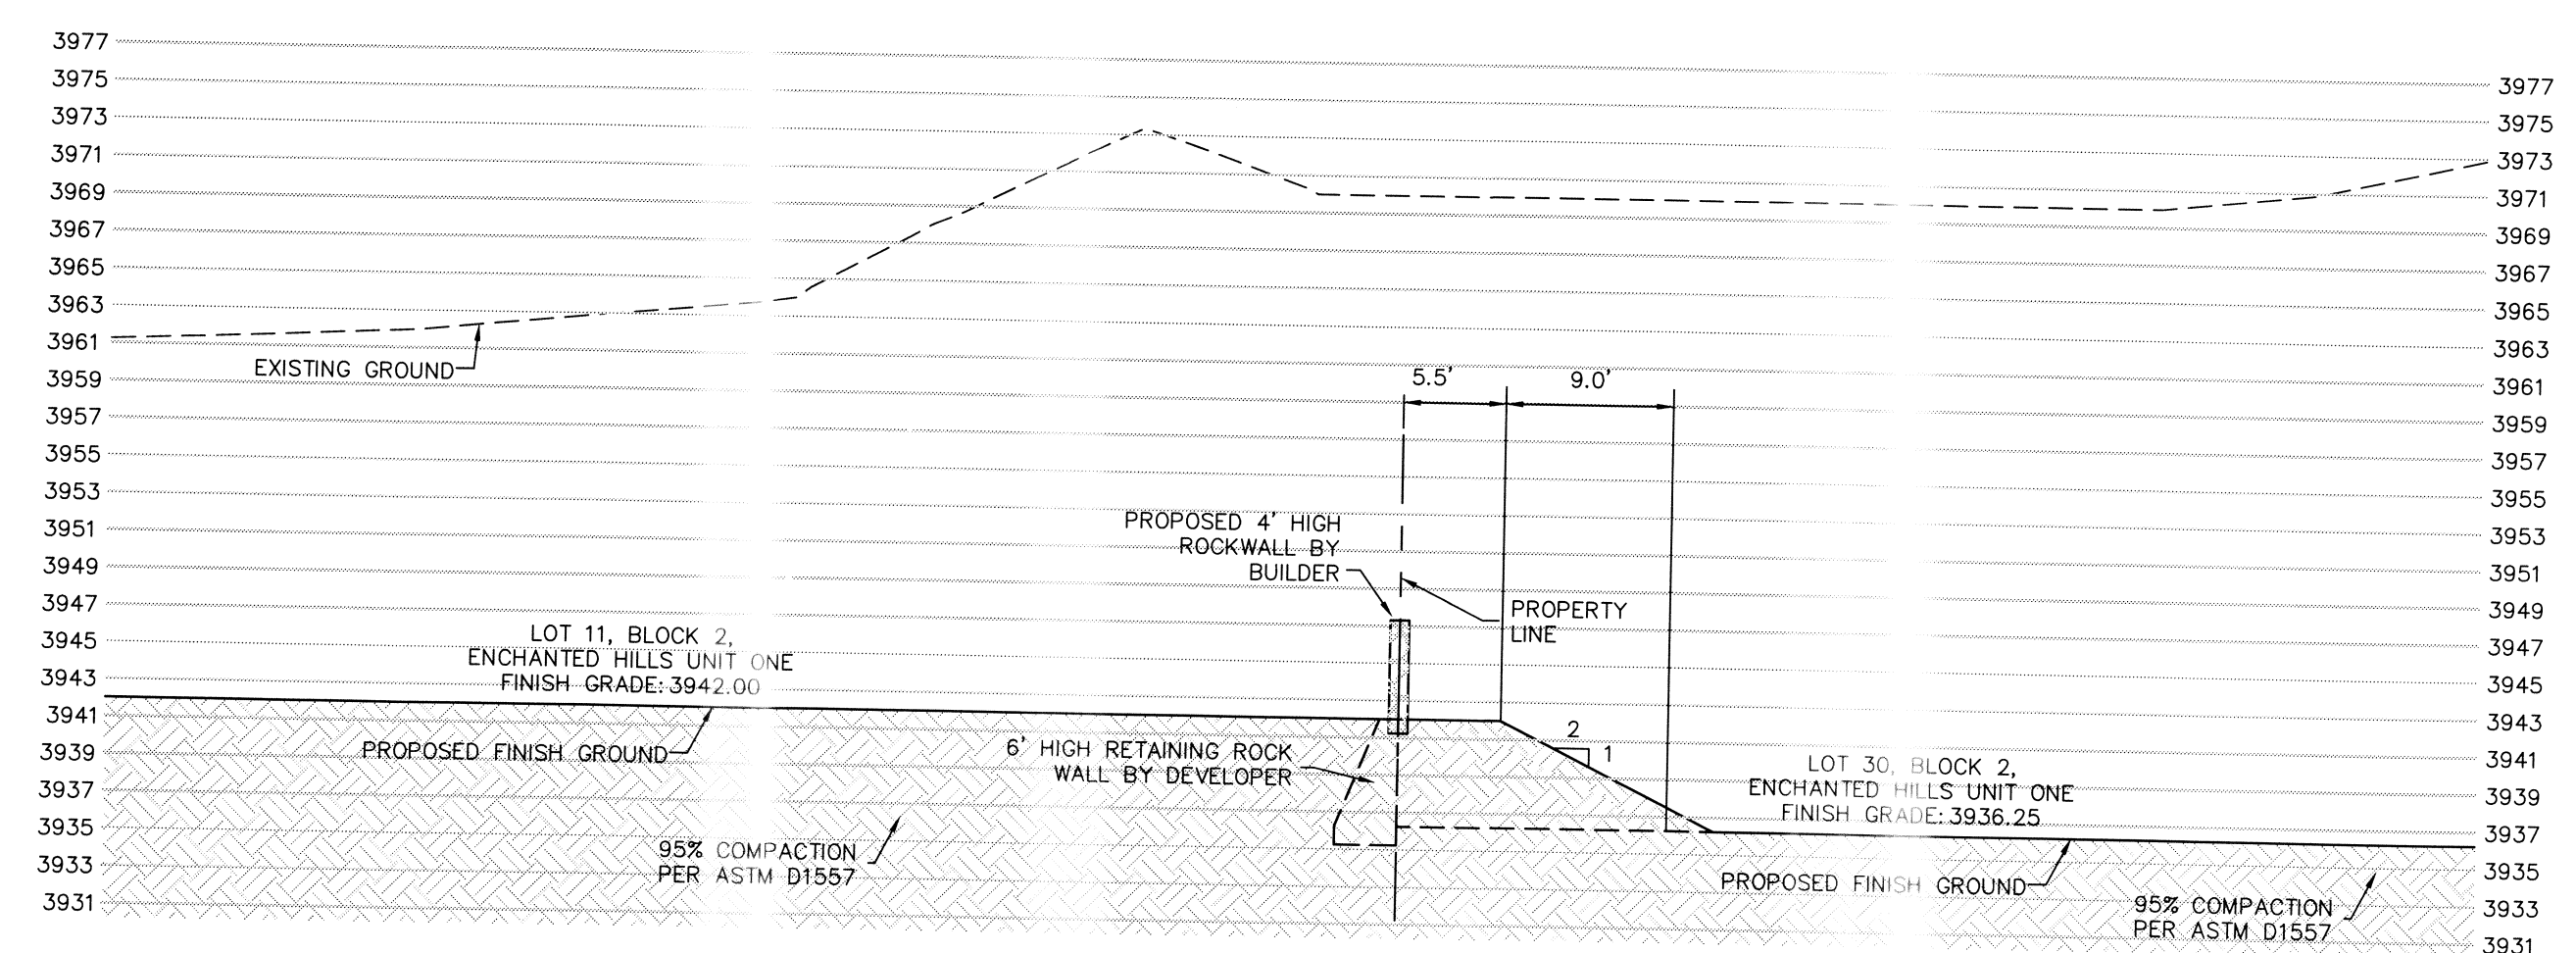 3977
3975
3973
3971
3969
3967
3965
3963
3961
3959
3957
3955
3953
3951
3949
3947
3945
3943
3941
3939
3937
3935
3933
3931
EXISTING GROUND
5.5' 9.0'
PROPOSED 4' HIGH
ROCKWALL BY
BUILDER
PROPERTY
LINE
LOT 11, BLOCK 2,
ENCHANTED HILLS UNIT ONE
FINISH GRADE: 3942.00
PROPOSED FINISH GROUND
6' HIGH RETAINING ROCK
WALL BY DEVELOPER
2
1
95% COMPACTION
PER ASTM D1557
LOT 30, BLOCK 2,
ENCHANTED HILLS UNIT ONE
FINISH GRADE: 3936.25
PROPOSED FINISH GROUND
95% COMPACTION
PER ASTM D1557
3977
3975
3973
3971
3969
3967
3965
3963
3961
3959
3957
3955
3953
3951
3949
3947
3945
3943
3941
3939
3937
3935
3933
3931